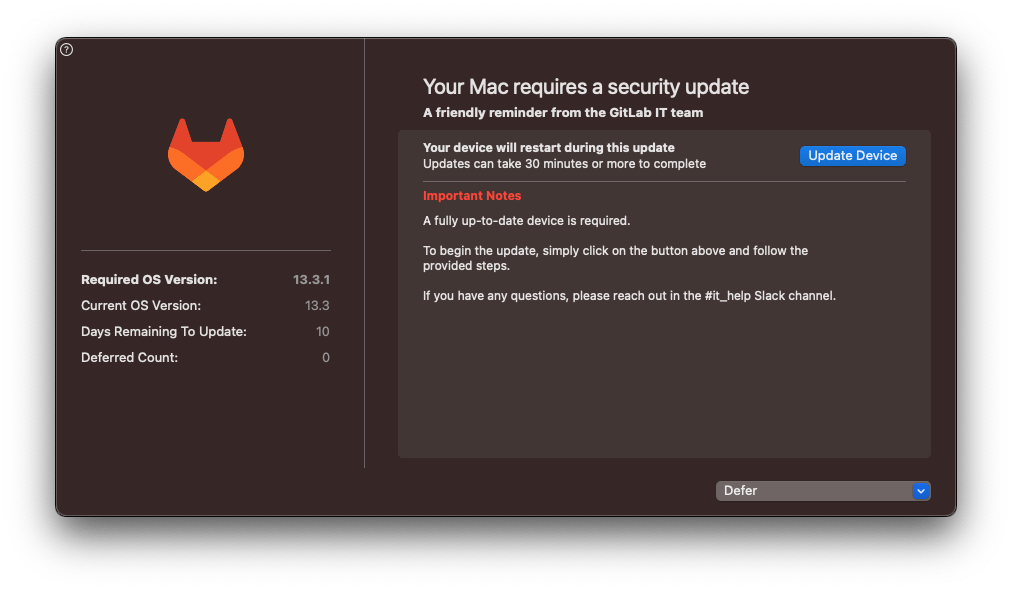 ?
Your Mac requires a security update
A friendly reminder from the GitLab IT team
Your device will restart during this update
Updates can take 30 minutes or more to complete
Update Device
Important Notes
A fully up-to-date device is required.
To begin the update, simply click on the button above and follow the
provided steps.
If you have any questions, please reach out in the #it_help Slack channel.
Required OS Version: 13.3.1
Current OS Version: 13.3
Days Remaining To Update: 10
Deferred Count: 0
Defer